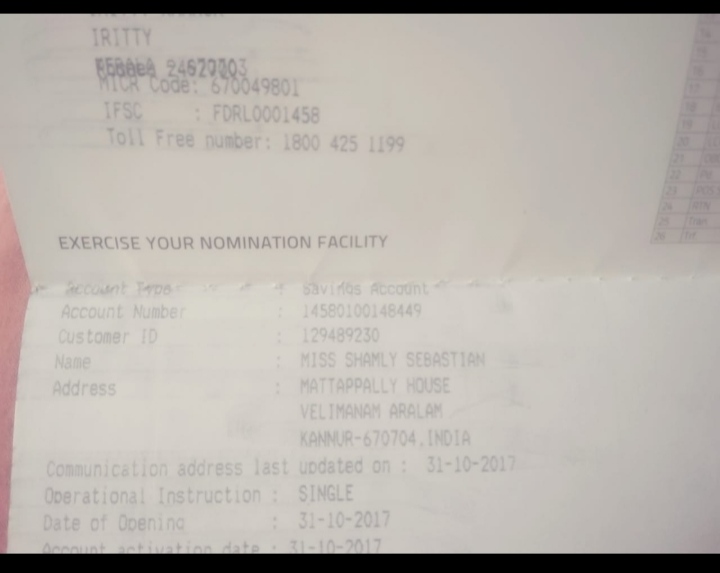 IRITTY
MICR Code: 670049801
IFSC : FDRL0001458
Toll Free number: 1800 425 1199
EXERCISE YOUR NOMINATION FACILITY
Account Type : Savings Account
Account Number : 14580100148449
Customer ID : 129489230
Name : MISS SHAMLY SEBASTIAN
Address : MATTAPPALLY HOUSE
VELIMANAM ARALAM
KANNUR-670704,INDIA
Communication address last updated on : 31-10-2017
Operational Instruction : SINGLE
Date of Opening : 31-10-2017
Account activation date : 31-10-2017